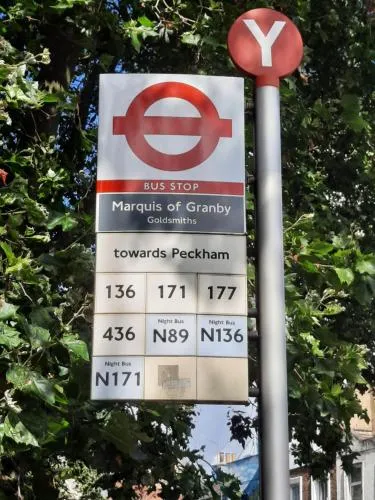 Y
BUS STOP
Marquis of Granby
Goldsmiths
towards Peckham
136 171 177
Night Bus Night Bus
436 N89 N136
Night Bus
N171